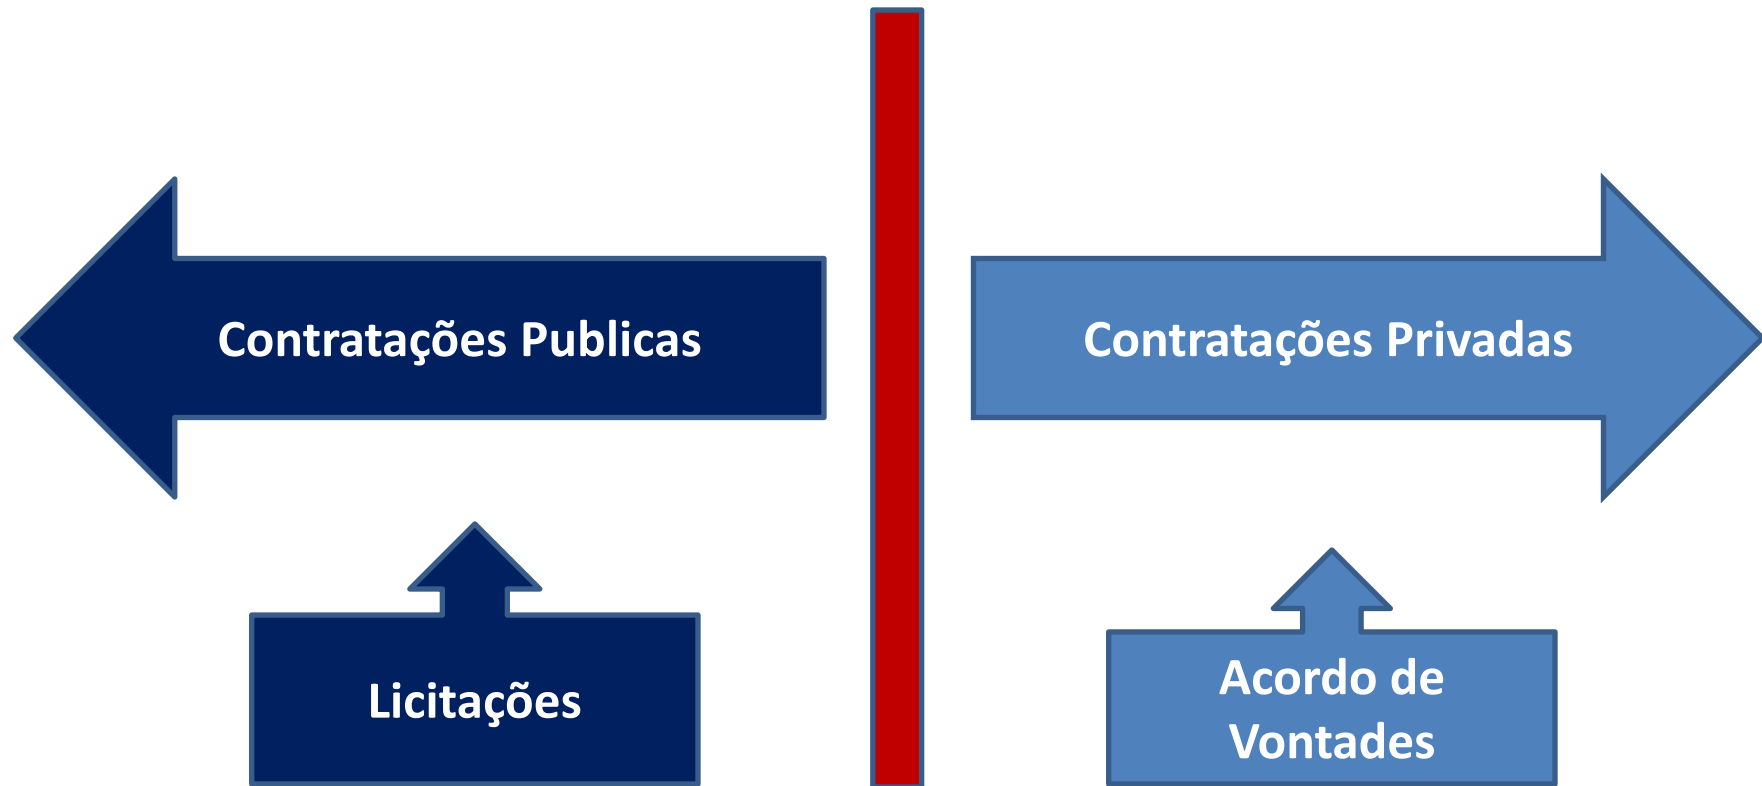 Contratações Publicas
Contratações Privadas
Licitações
Acordo de
Vontades